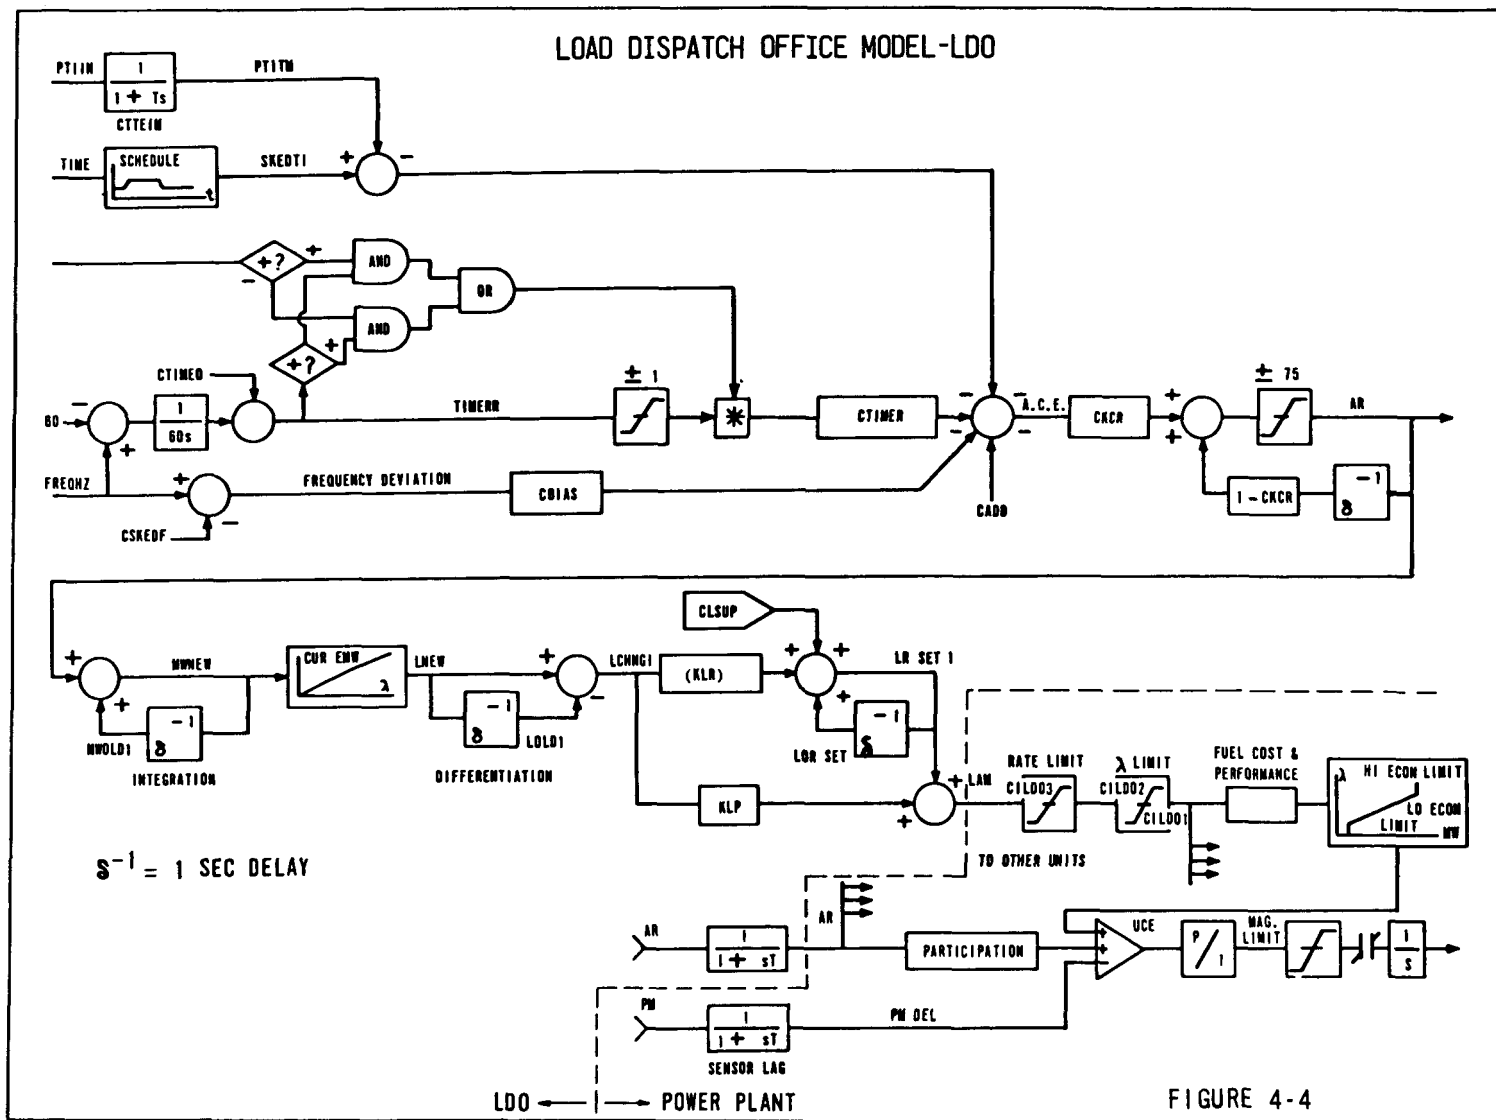 LOAD DISPATCH OFFICE MODEL-LDO
PTIIN
1
1 + Ts
PTITM
CTTEIM
TIME
SCHEDULE
t
SKEDTI
+
−
+?
+
−
AND
AND
OR
+?
+
CTIMEO
60
−
+
1
60s
TIMERR
± 1
*
CTIMER
−
−
−
−
−
A.C.E.
CKCR
+
+
± 75
AR
FREQHZ
+
−
FREQUENCY DEVIATION
CBIAS
CSKEDF
CADD
1 - CKCR
δ -1
CLSUP
+
+
MWNEW
CUR EMW
λ
LNEW
+
−
LCHNG1
(KLR)
+
+
+
LR SET 1
MWOLD1
δ -1
INTEGRATION
δ -1
LOLD1
DIFFERENTIATION
LOR SET
δ -1
KLP
+
+
LAM
RATE LIMIT
CILDO3
λ LIMIT
CILDO2
CILDO1
FUEL COST &
PERFORMANCE
λ
HI ECON LIMIT
LO ECON
LIMIT
MW
TO OTHER UNITS
δ-1 = 1 SEC DELAY
AR
1
1 + sT
AR
PARTICIPATION
+
+
−
UCE
P/I
MAG.
LIMIT
1
s
PM
1
1 + sT
SENSOR LAG
PM DEL
LDO
POWER PLANT
FIGURE 4-4